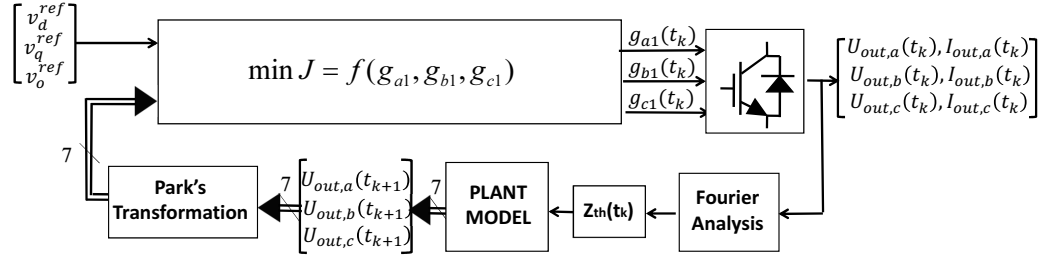 v_d^{ref}
v_q^{ref}
v_o^{ref}
min J = f(g_{a1}, g_{b1}, g_{c1})
g_{a1}(t_k)
g_{b1}(t_k)
g_{c1}(t_k)
U_{out,a}(t_k), I_{out,a}(t_k)
U_{out,b}(t_k), I_{out,b}(t_k)
U_{out,c}(t_k), I_{out,c}(t_k)
7
Park's
Transformation
7
U_{out,a}(t_{k+1})
U_{out,b}(t_{k+1})
U_{out,c}(t_{k+1})
7
PLANT
MODEL
Z_{th}(t_k)
Fourier
Analysis